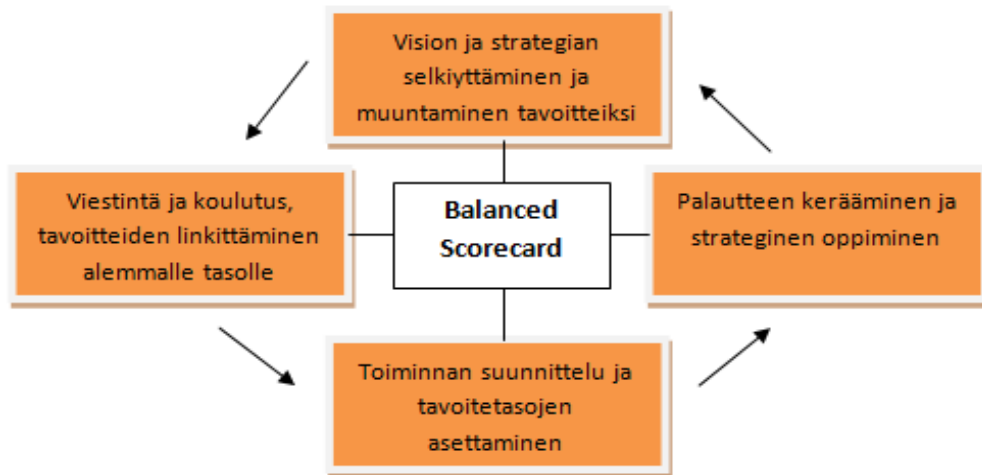 Vision ja strategian
selkiyttäminen ja
muuntaminen tavoitteiksi
Viestintä ja koulutus,
tavoitteiden linkittäminen
alemmalle tasolle
Balanced
Scorecard
Palautteen kerääminen ja
strateginen oppiminen
Toiminnan suunnittelu ja
tavoitetasojen
asettaminen